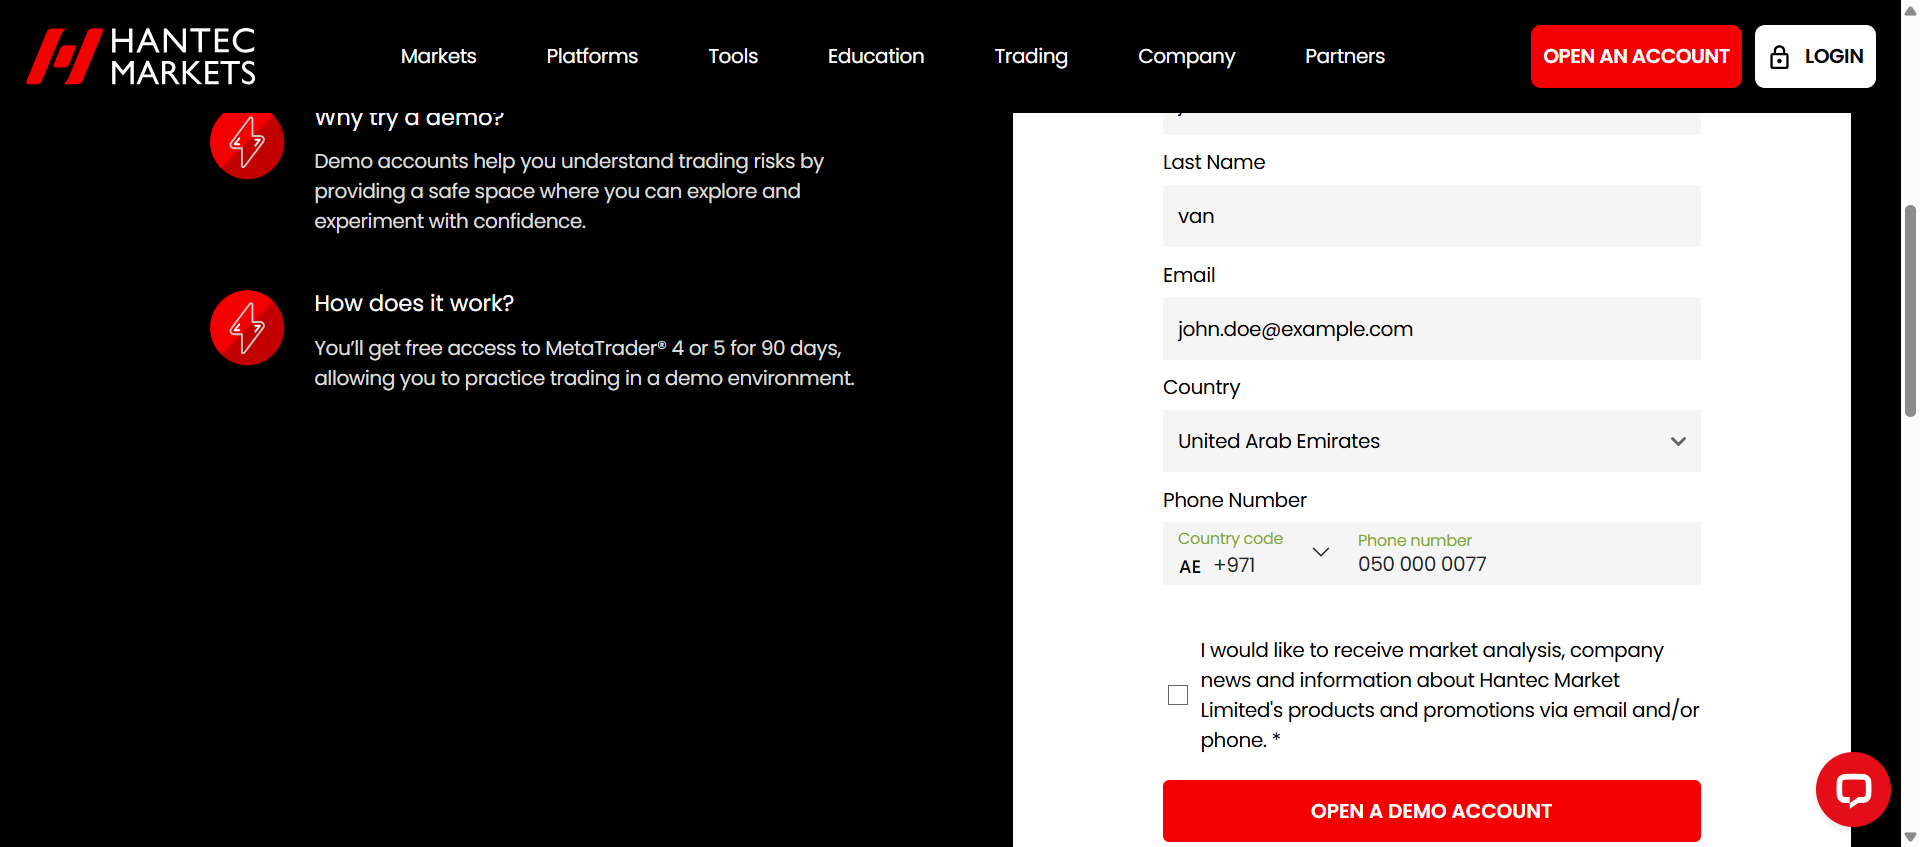 HANTEC
MARKETS
Markets
Platforms
Tools
Education
Trading
Company
Partners
OPEN AN ACCOUNT
LOGIN
Why try a demo?
Demo accounts help you understand trading risks by
providing a safe space where you can explore and
experiment with confidence.
How does it work?
You’ll get free access to MetaTrader® 4 or 5 for 90 days,
allowing you to practice trading in a demo environment.
Last Name
van
Email
john.doe@example.com
Country
United Arab Emirates
Phone Number
Country code
AE +971
Phone number
050 000 0077
I would like to receive market analysis, company
news and information about Hantec Market
Limited's products and promotions via email and/or
phone. *
OPEN A DEMO ACCOUNT